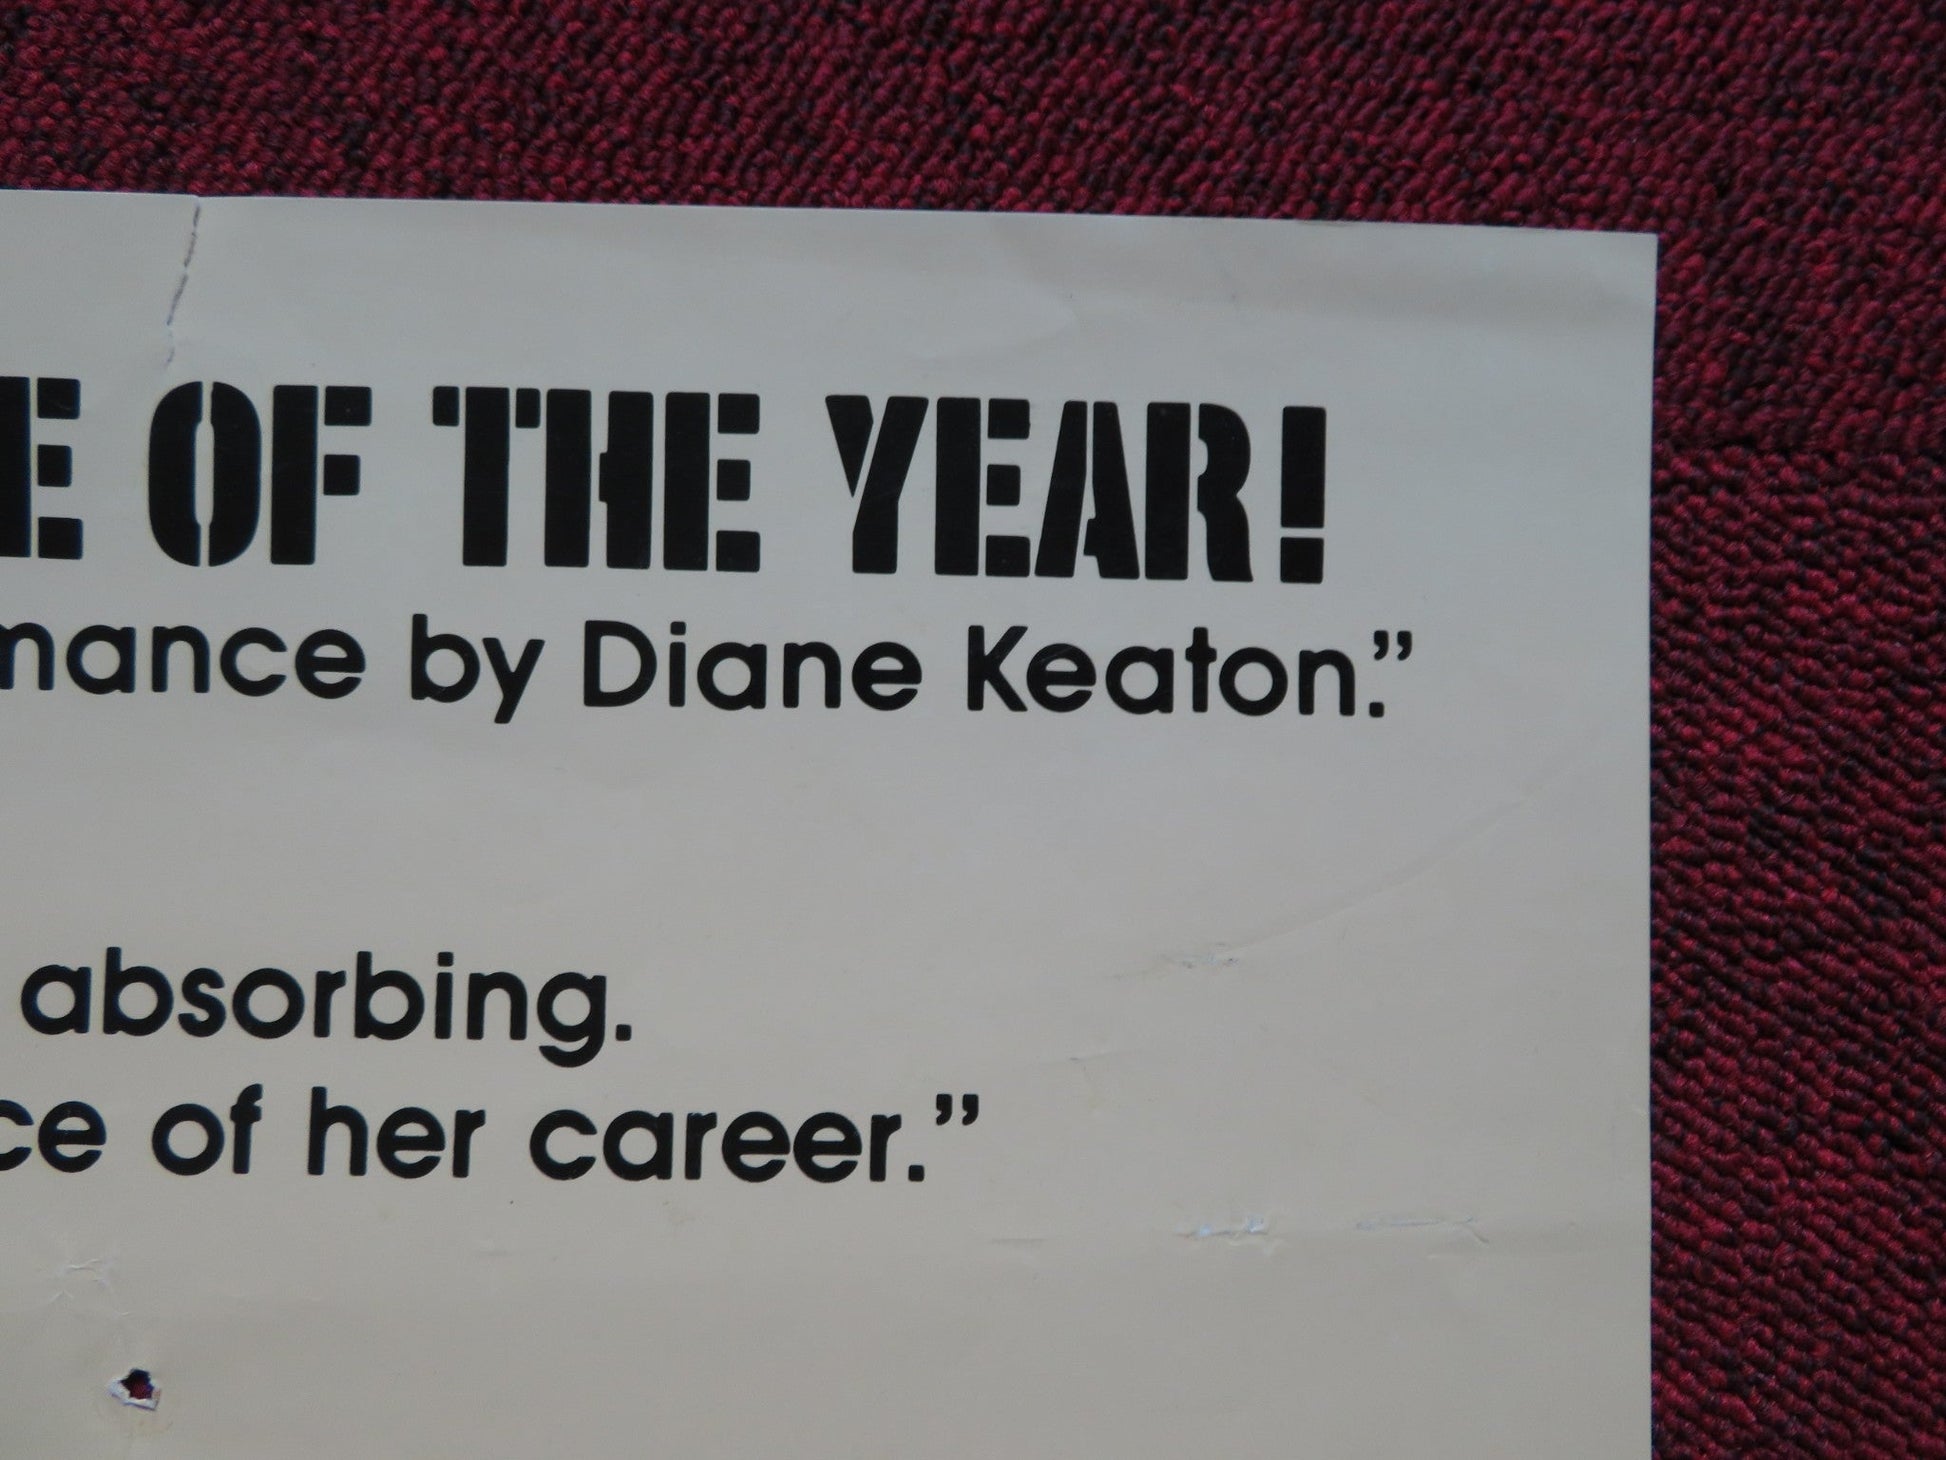 E OF THE YEAR!
mance by Diane Keaton.”
absorbing.
ce of her career.”